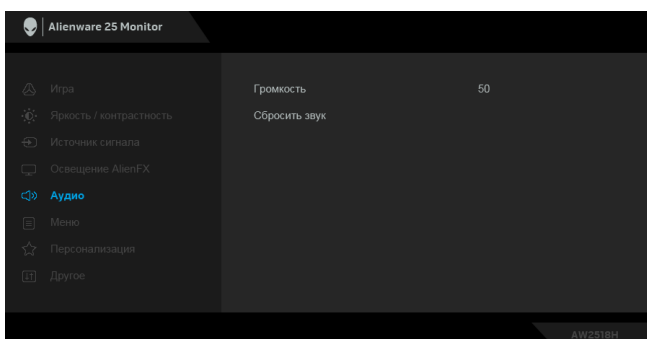 Alienware 25 Monitor
Игра
Громкость 50
Яркость / контрастность
Сбросить звук
Источник сигнала
Освещение AlienFX
Аудио
Меню
Персонализация
Другое
AW2518H